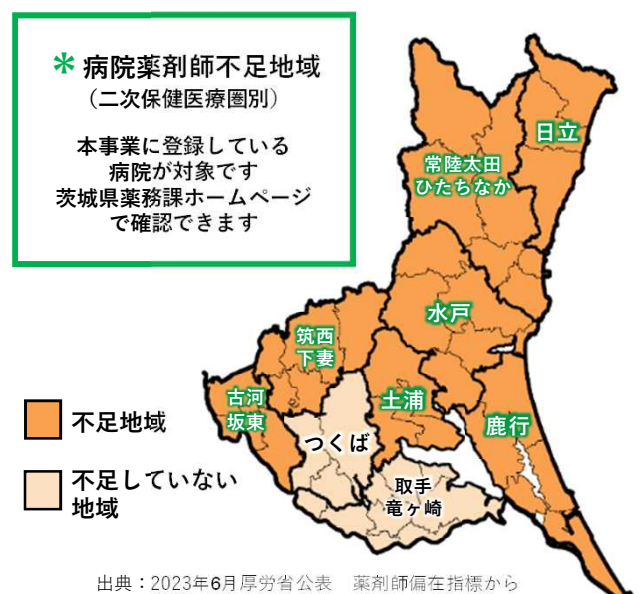 ＊病院薬剤師不足地域
（二次保健医療圏別）
本事業に登録している
病院が対象です
茨城県薬務課ホームページ
で確認できます
日立
常陸太田
ひたちなか
水戸
筑西
下妻
古河
坂東
土浦
つくば
鹿行
取手
竜ヶ崎
不足地域
不足していない
地域
出典：2023年6月厚労省公表　薬剤師偏在指標から